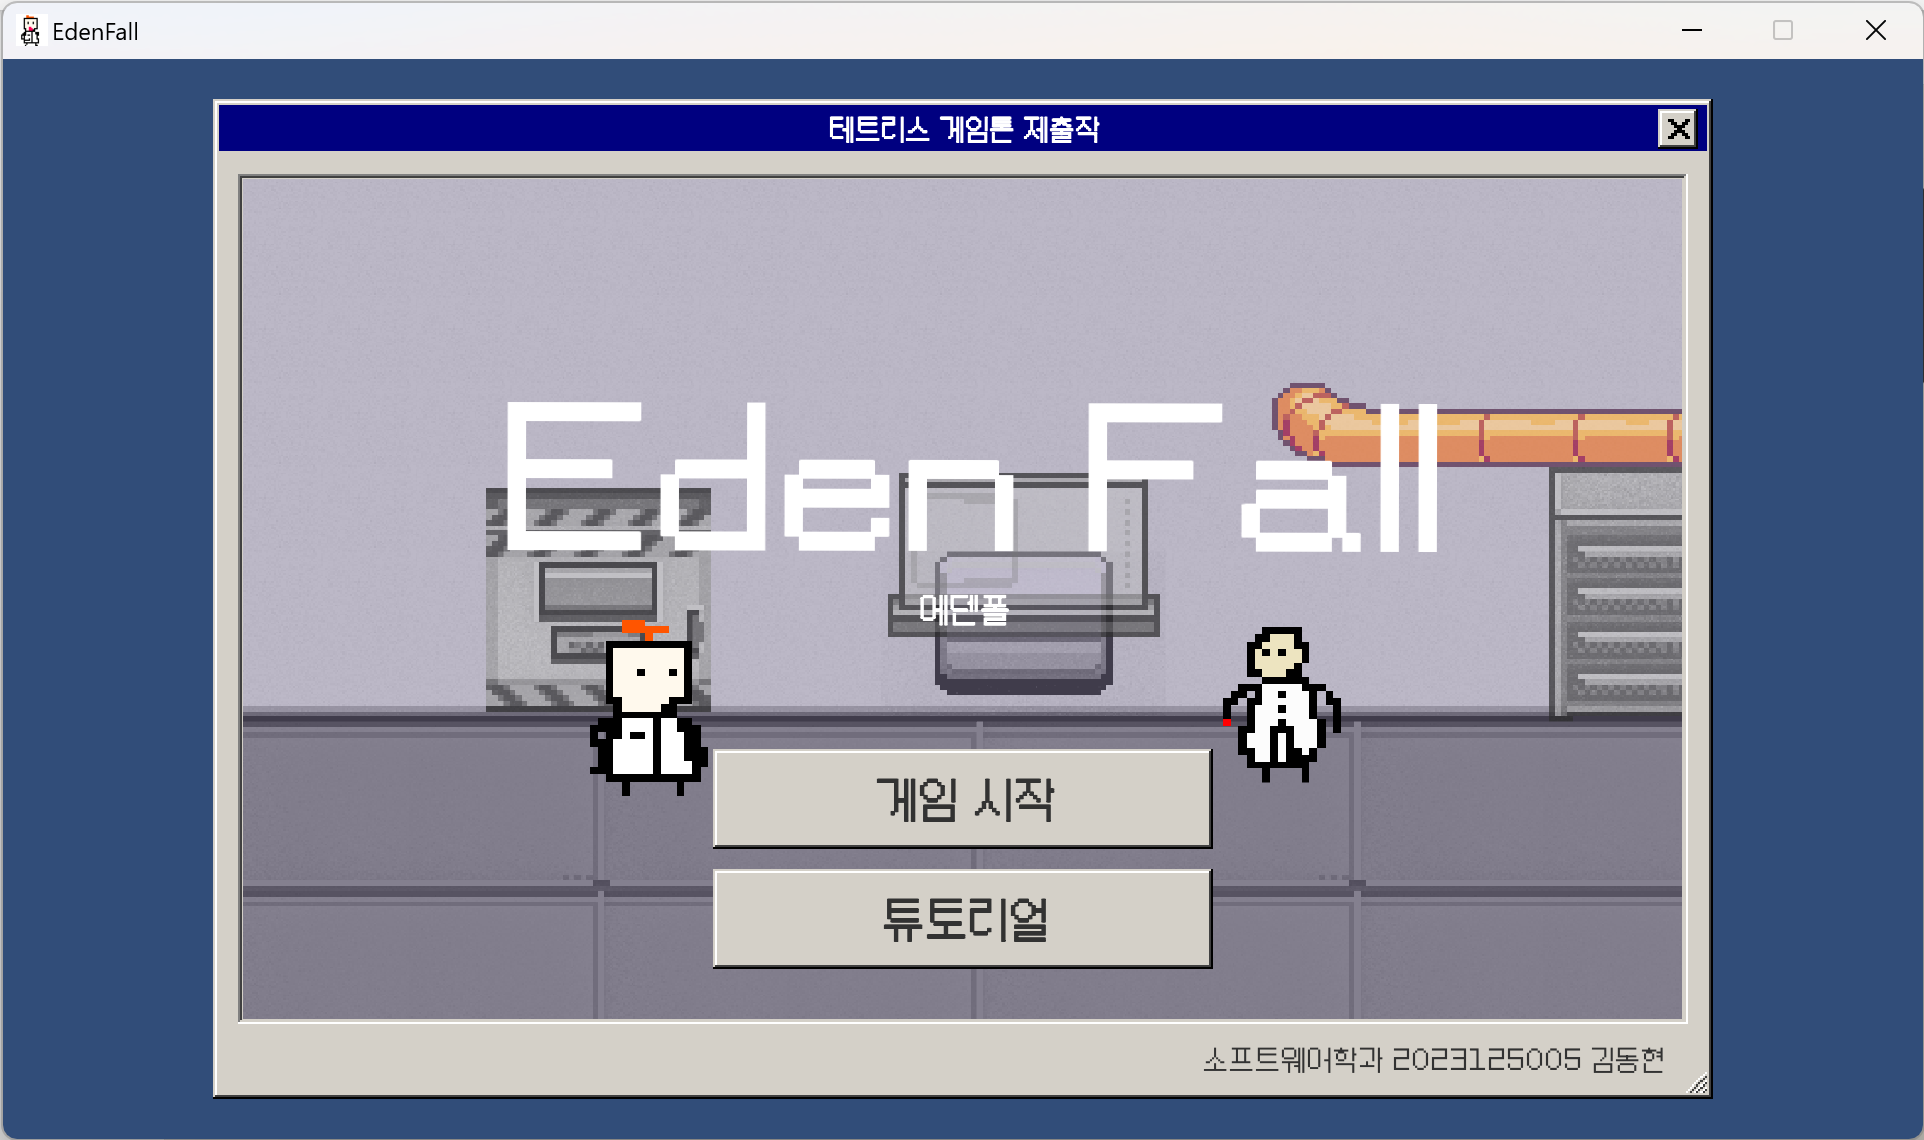 EdenFall
테트리스 게임톤 제출작
Eden Fall
에덴폴
게임 시작
튜토리얼
소프트웨어학과 2023125005 김동현